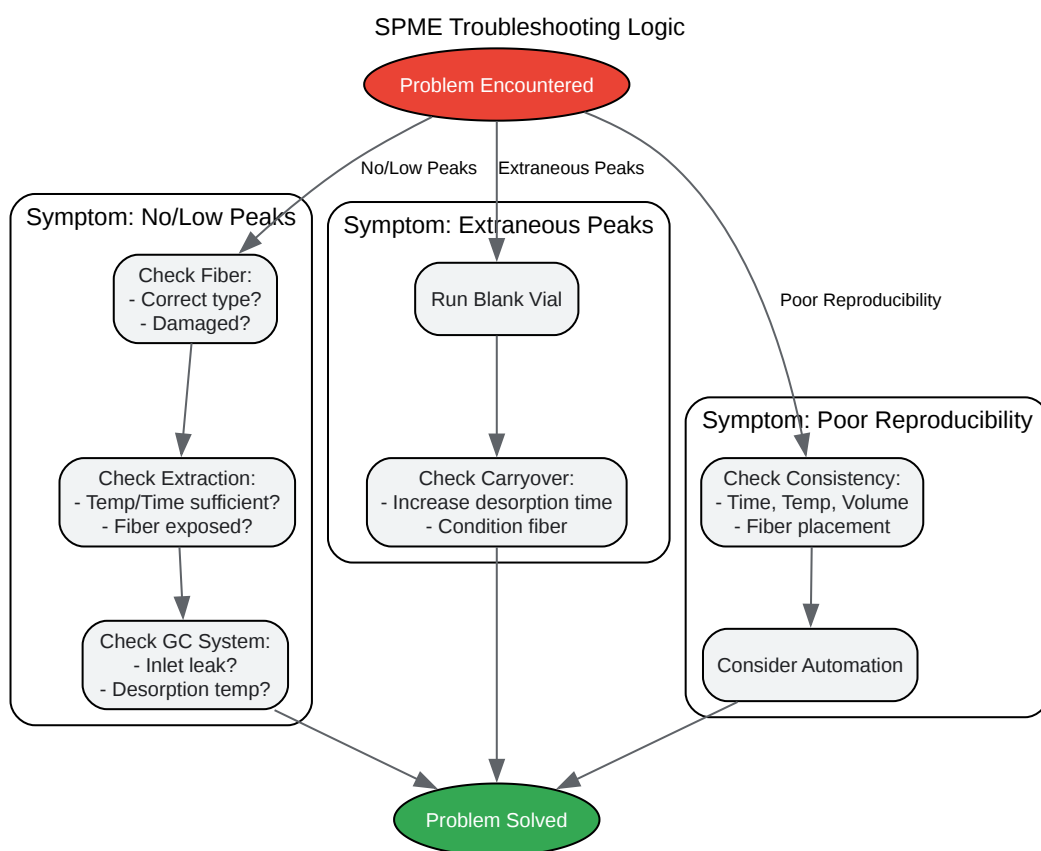 SPME Troubleshooting Logic
Problem Encountered
No/Low Peaks
Extraneous Peaks
Poor Reproducibility
Symptom: No/Low Peaks
Check Fiber:
- Correct type?
- Damaged?
Check Extraction:
- Temp/Time sufficient?
- Fiber exposed?
Check GC System:
- Inlet leak?
- Desorption temp?
Symptom: Extraneous Peaks
Run Blank Vial
Check Carryover:
- Increase desorption time
- Condition fiber
Symptom: Poor Reproducibility
Check Consistency:
- Time, Temp, Volume
- Fiber placement
Consider Automation
Problem Solved